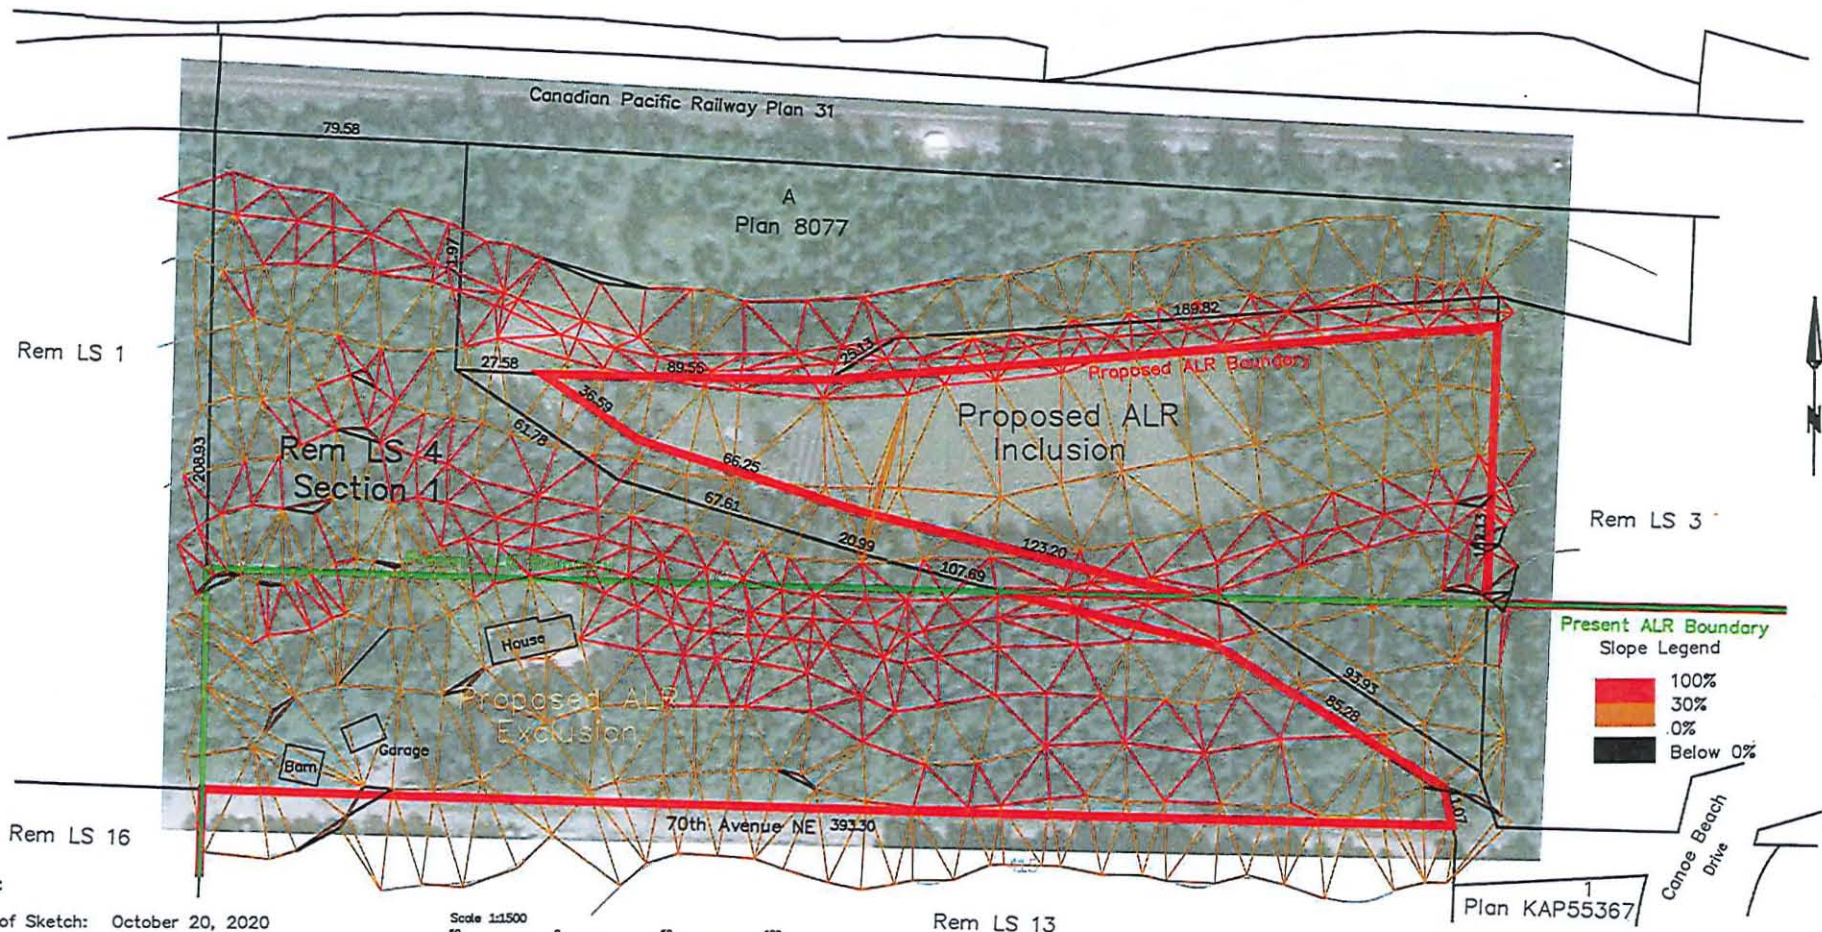 Canadian Pacific Railway Plan 31
79.58
A
Plan 8077
189.82
25.13
Rem LS 1
27.58
89.55
Proposed ALR Boundary
36.59
Proposed ALR
Inclusion
61.78
66.25
Rem LS 4
Section 1
208.93
67.61
20.99
123.20
107.69
Rem LS 3
N
Present ALR Boundary
House
Slope Legend
100%
30%
0%
Below 0%
93.93
85.28
Proposed ALR
Exclusion
Garage
Barn
70th Avenue NE 393.30
Rem LS 16
Canoe Beach
Drive
1
Plan KAP55367
of Sketch: October 20, 2020
Scale 1:1500
Rem LS 13